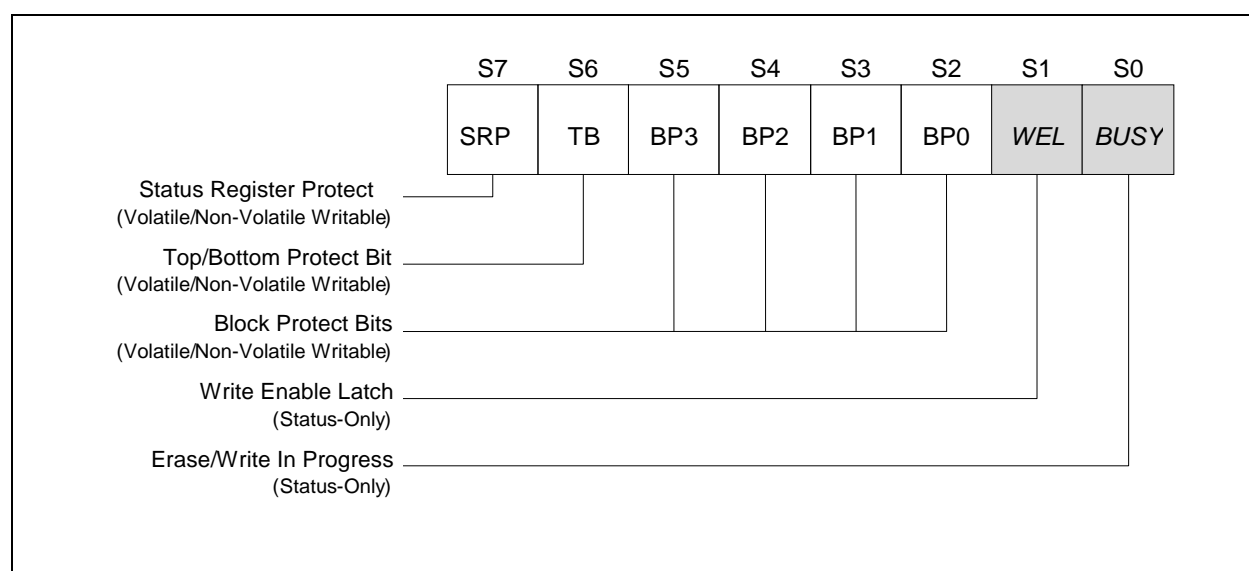 S7 S6 S5 S4 S3 S2 S1 S0
SRP TB BP3 BP2 BP1 BP0 WEL BUSY
Status Register Protect
(Volatile/Non-Volatile Writable)
Top/Bottom Protect Bit
(Volatile/Non-Volatile Writable)
Block Protect Bits
(Volatile/Non-Volatile Writable)
Write Enable Latch
(Status-Only)
Erase/Write In Progress
(Status-Only)